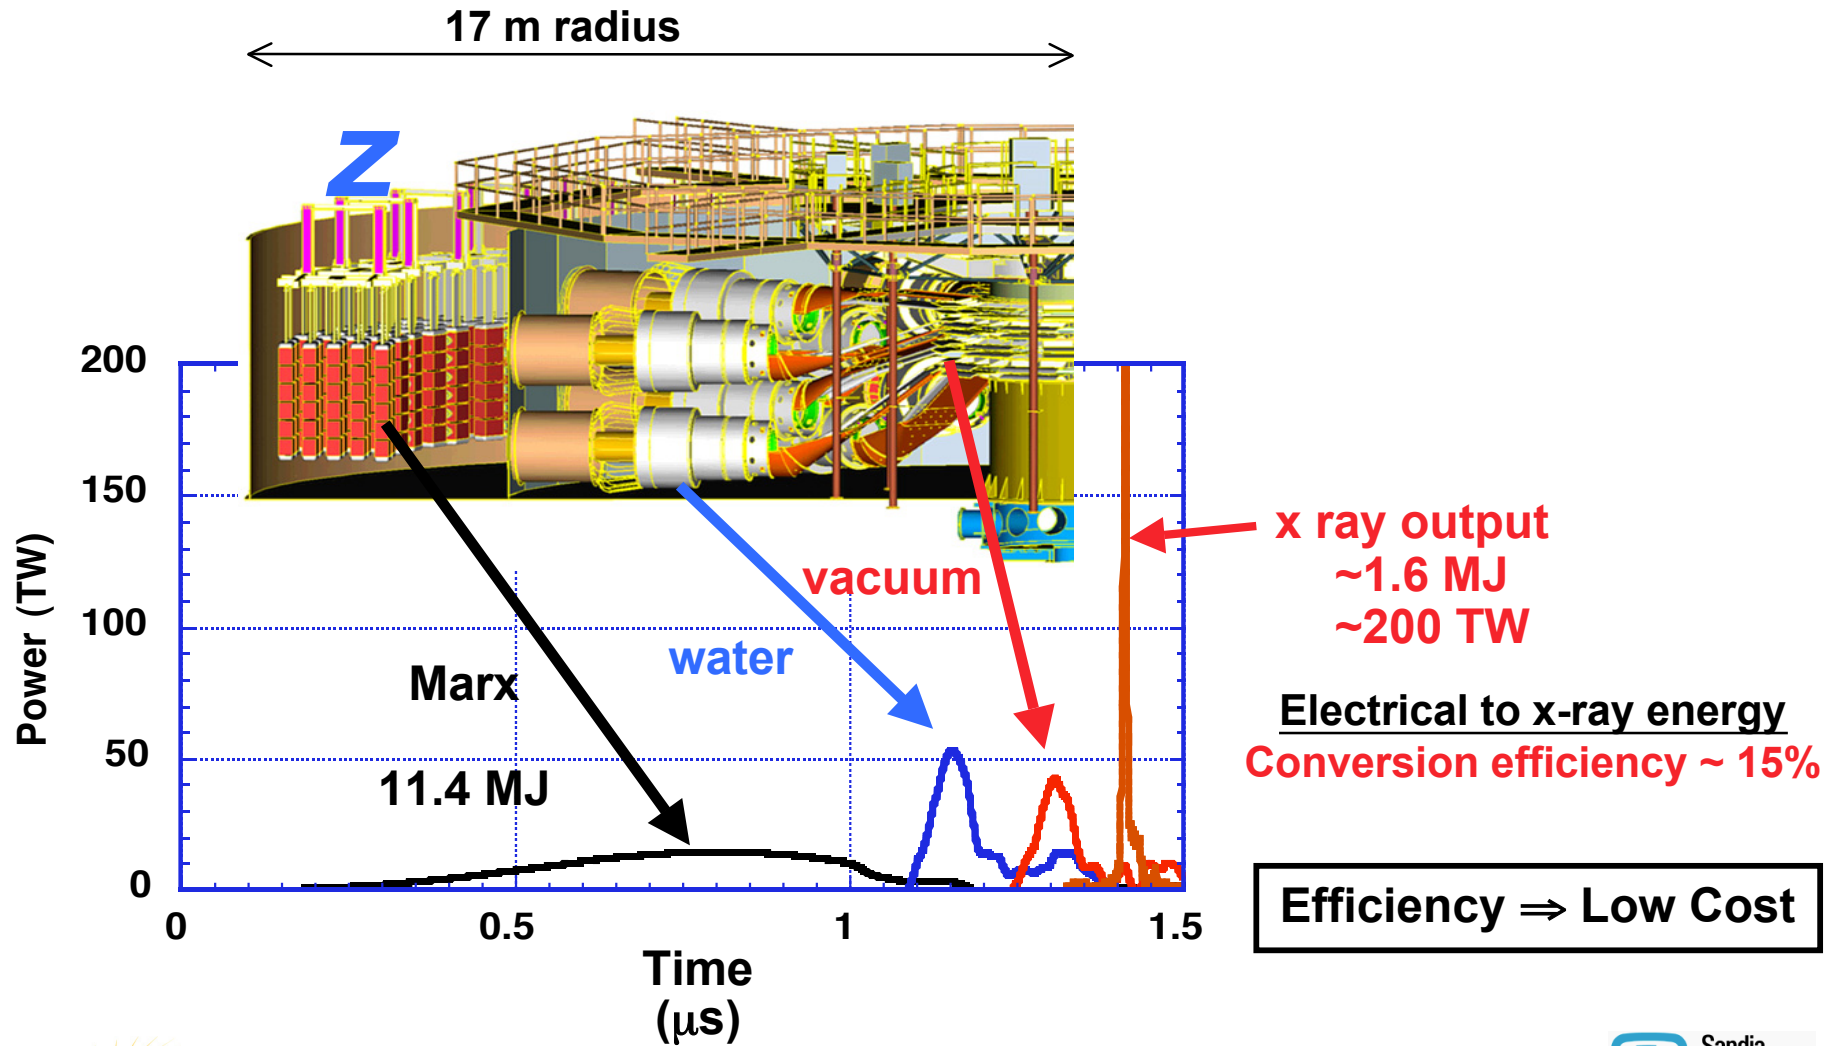 17 m radius
Z
200
150
100
50
0
Power (TW)
vacuum
water
Marx
11.4 MJ
x ray output
~1.6 MJ
~200 TW
Electrical to x-ray energy
Conversion efficiency ~ 15%
Efficiency ⇒ Low Cost
0
0.5
1
1.5
Time
(μs)
Sandia